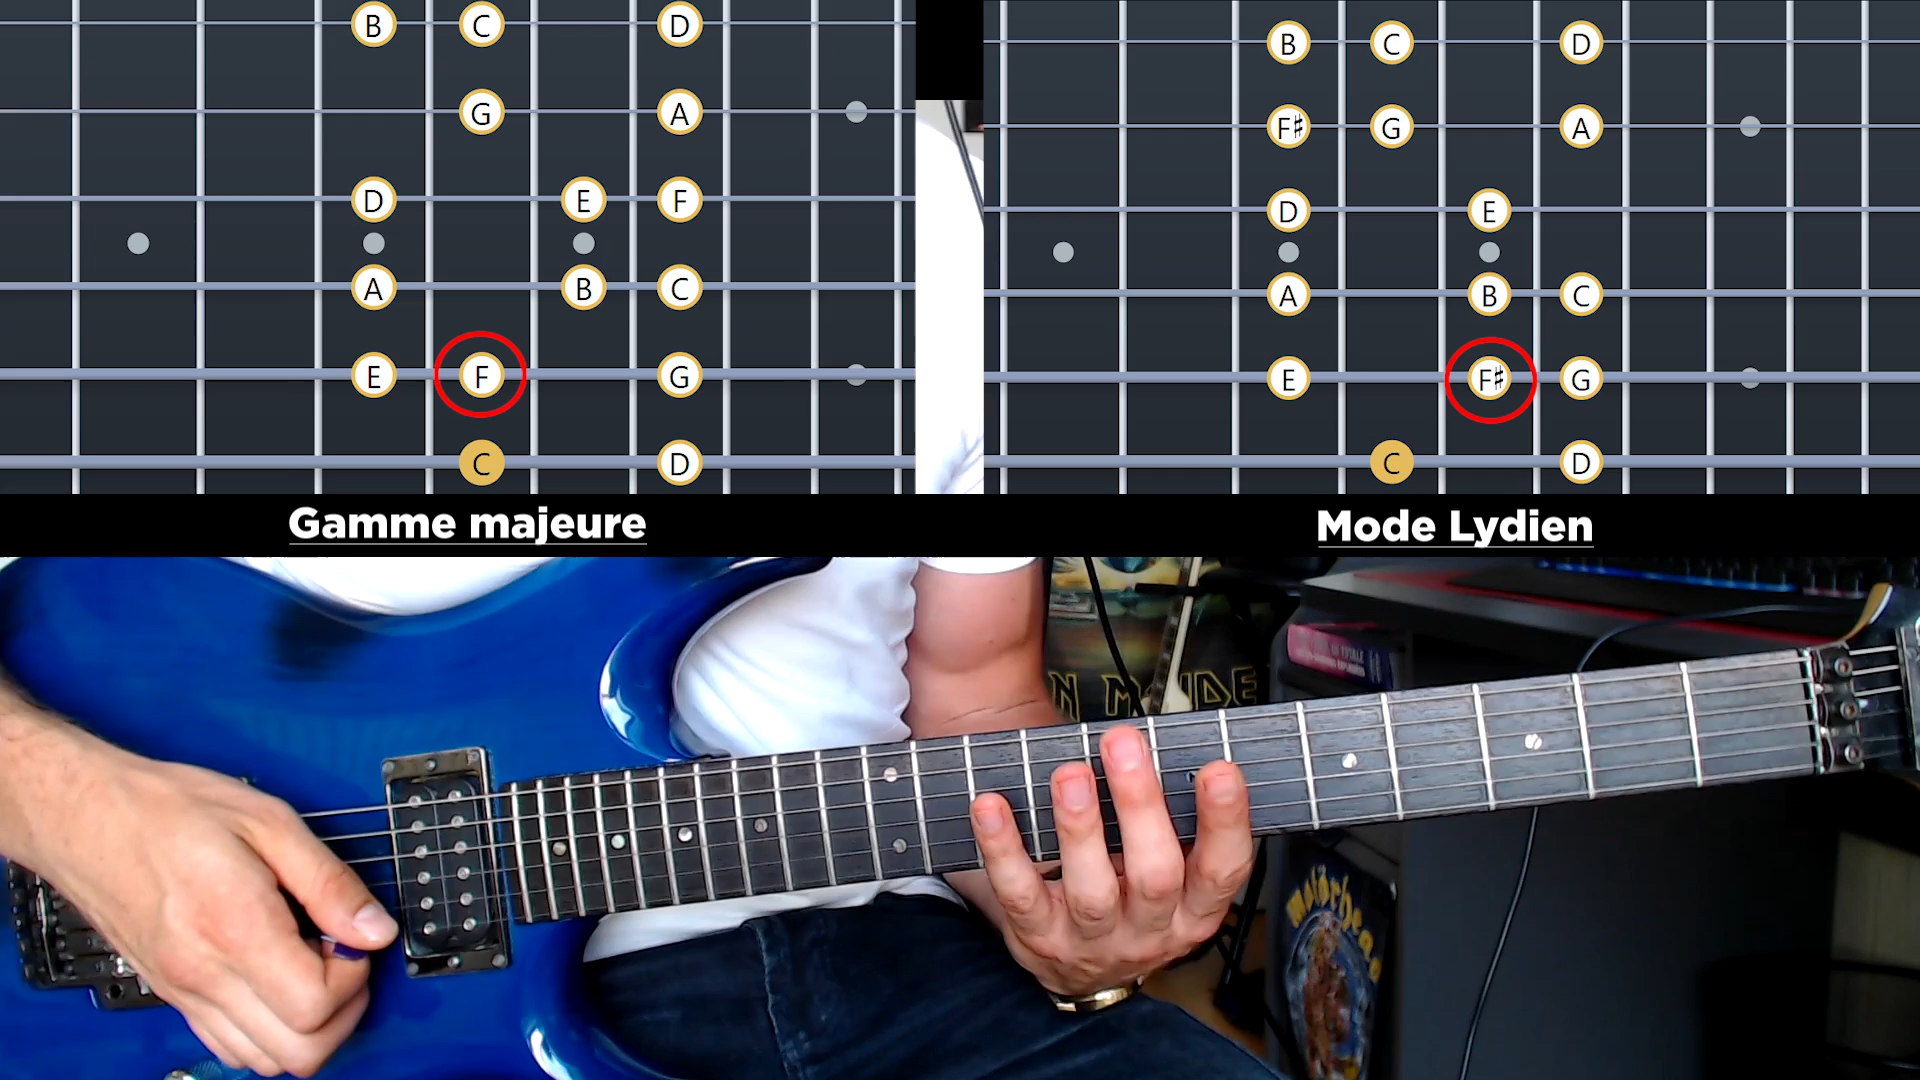 B C D
G A
D E F
A B C
E F G
C D
Gamme majeure
B C D
F♯ G A
D E
A B C
E F♯ G
C D
Mode Lydien